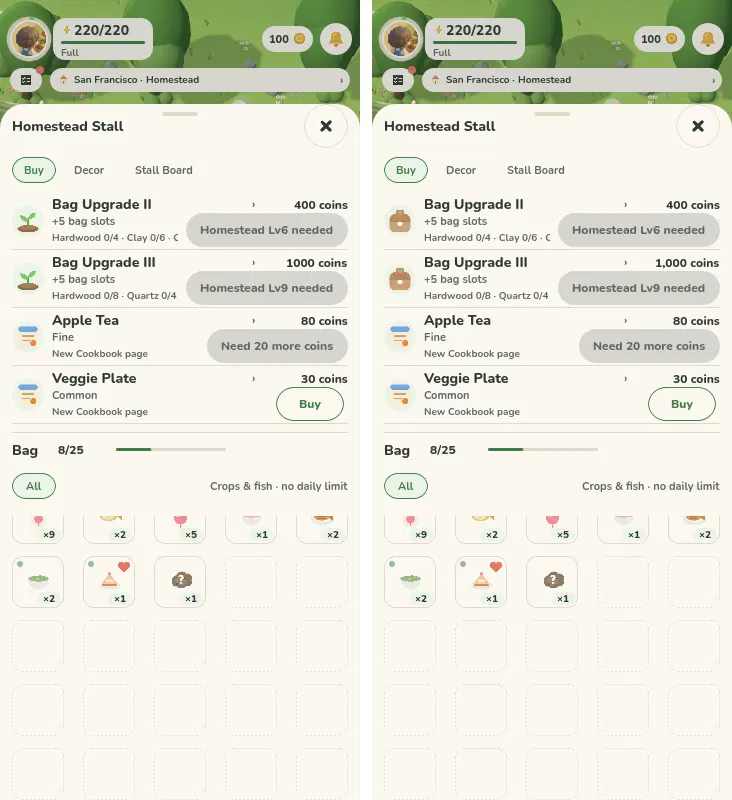 220/220
Full
100
San Francisco · Homestead ›
Homestead Stall
Buy Decor Stall Board
Bag Upgrade II › 400 coins
+5 bag slots
Homestead Lv6 needed
Hardwood 0/4 · Clay 0/6 · C
Bag Upgrade III › 1000 coins
+5 bag slots
Homestead Lv9 needed
Hardwood 0/8 · Quartz 0/4
Apple Tea › 80 coins
Fine
Need 20 more coins
New Cookbook page
Veggie Plate › 30 coins
Common
Buy
New Cookbook page
Bag 8/25
All Crops & fish · no daily limit
×9 ×2 ×5 ×1 ×2
×2 ×1 ? ×1
220/220
Full
100
San Francisco · Homestead ›
Homestead Stall
Buy Decor Stall Board
Bag Upgrade II › 400 coins
+5 bag slots
Homestead Lv6 needed
Hardwood 0/4 · Clay 0/6 · C
Bag Upgrade III › 1,000 coins
+5 bag slots
Homestead Lv9 needed
Hardwood 0/8 · Quartz 0/4
Apple Tea › 80 coins
Fine
Need 20 more coins
New Cookbook page
Veggie Plate › 30 coins
Common
Buy
New Cookbook page
Bag 8/25
All Crops & fish · no daily limit
×9 ×2 ×5 ×1 ×2
×2 ×1 ? ×1